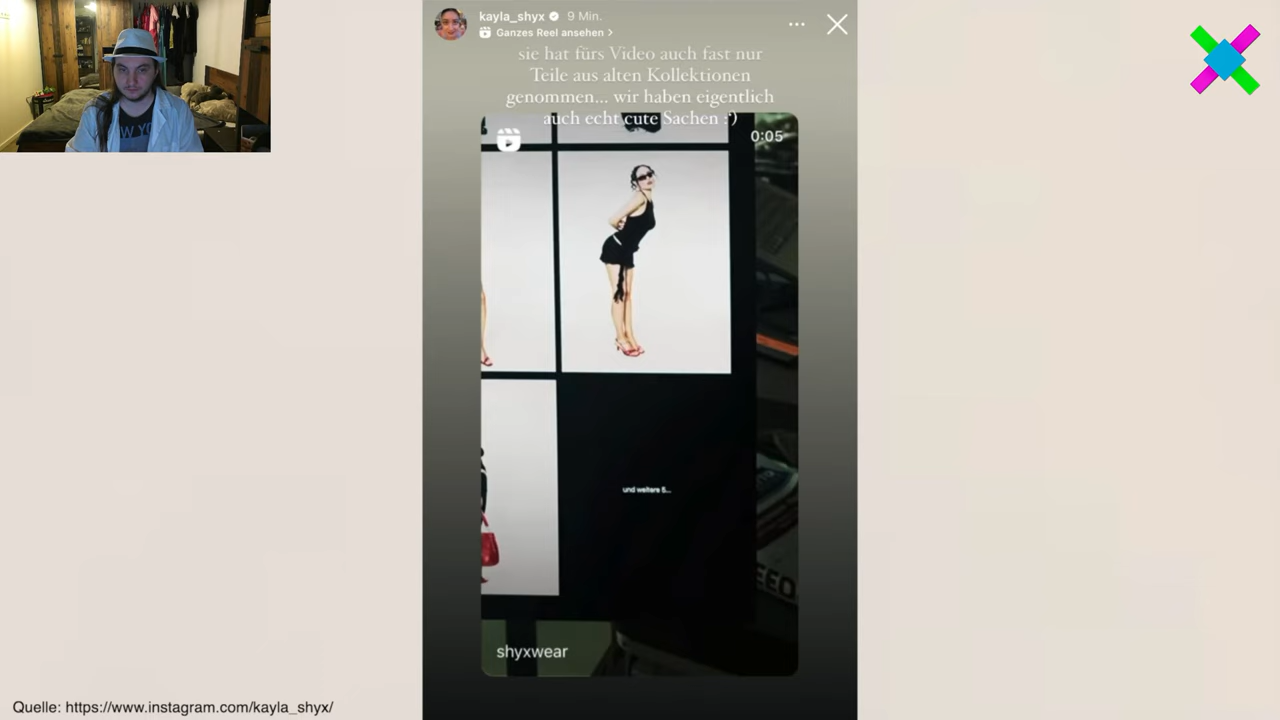 kayla_shyx 9 Min.
Ganzes Reel ansehen >
sie hat fürs Video auch fast nur
Teile aus alten Kollektionen
genommen... wir haben eigentlich
auch echt cute Sachen :')
0:05
und weitere 5...
shyxwear
Quelle: https://www.instagram.com/kayla_shyx/